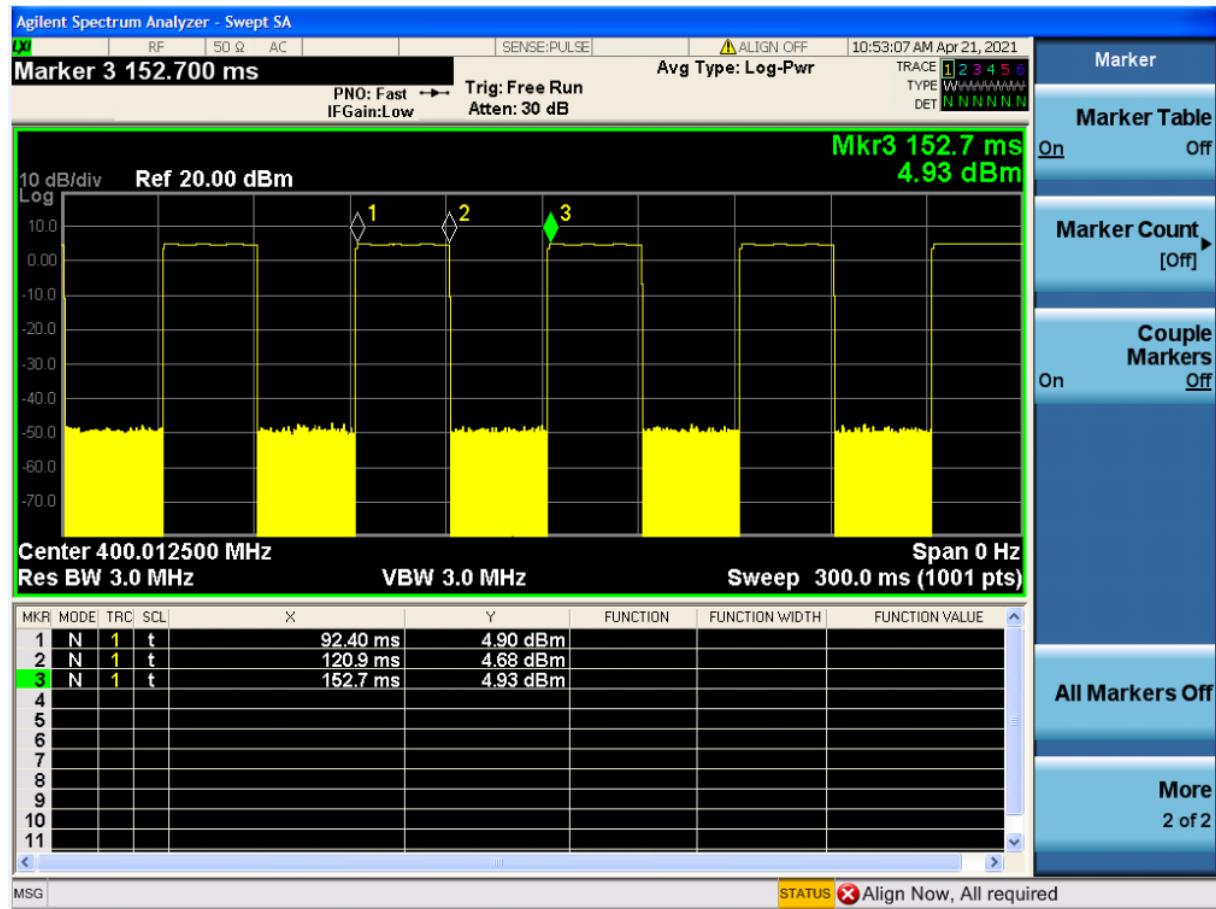 Agilent Spectrum Analyzer - Swept SA
LXI RF 50 Ω AC SENSE:PULSE ALIGN OFF 10:53:07 AM Apr 21, 2021
Marker 3 152.700 ms
PNO: Fast
IFGain:Low
Trig: Free Run
Atten: 30 dB
Avg Type: Log-Pwr
TRACE 1 2 3 4 5 6
TYPE WWWWWW
DET N N N N N N
Mkr3 152.7 ms
4.93 dBm
10 dB/div Ref 20.00 dBm
Log
1 2 3
10.0
0.00
-10.0
-20.0
-30.0
-40.0
-50.0
-60.0
-70.0
Center 400.012500 MHz Span 0 Hz
Res BW 3.0 MHz VBW 3.0 MHz Sweep 300.0 ms (1001 pts)
MKR MODE TRC SCL X Y FUNCTION FUNCTION WIDTH FUNCTION VALUE
1 N 1 t 92.40 ms 4.90 dBm
2 N 1 t 120.9 ms 4.68 dBm
3 N 1 t 152.7 ms 4.93 dBm
4
5
6
7
8
9
10
11
MSG STATUS Align Now, All required
Marker
Marker Table
On Off
Marker Count
[Off]
Couple
Markers
On Off
All Markers Off
More
2 of 2